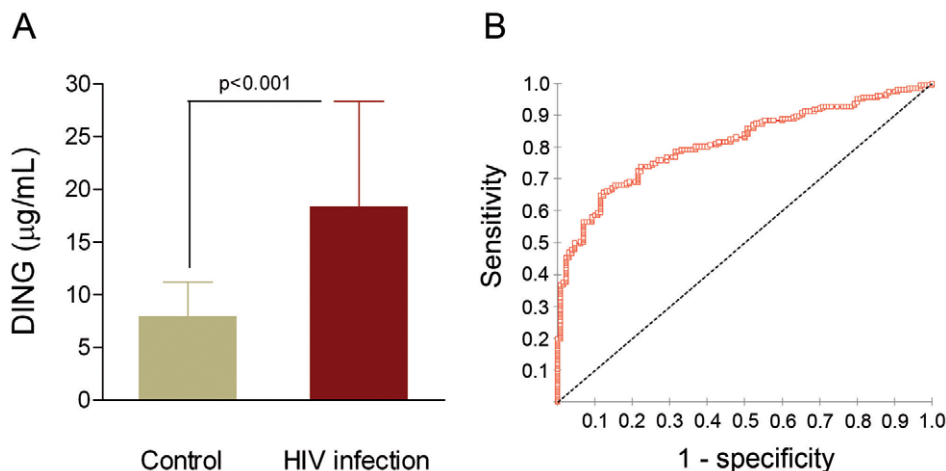 A
p<0.001
DING (μg/mL)
30
25
20
15
10
5
0
Control
HIV infection
B
Sensitivity
1.0
0.9
0.8
0.7
0.6
0.5
0.4
0.3
0.2
0.1
0.1 0.2 0.3 0.4 0.5 0.6 0.7 0.8 0.9 1.0
1 - specificity